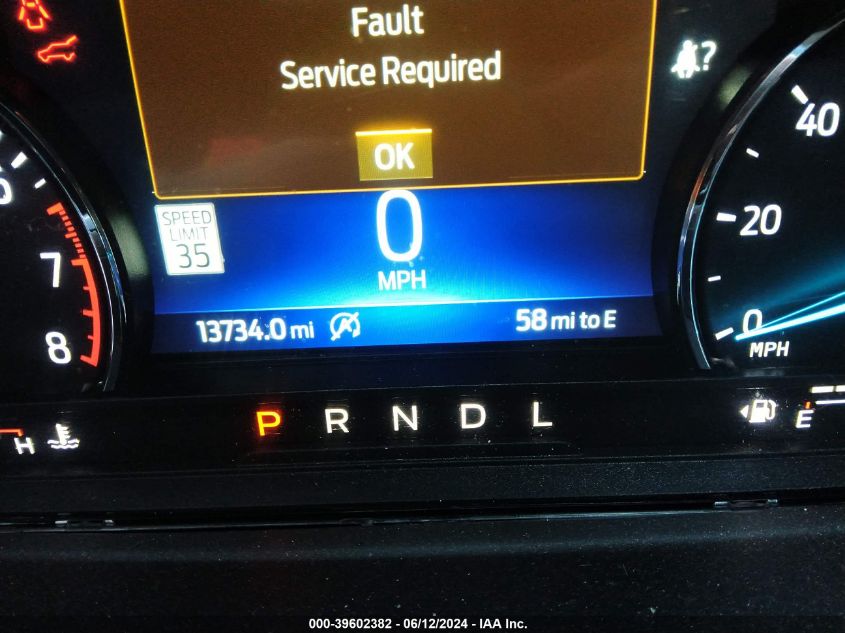 Fault
Service Required
?
OK
40
SPEED
LIMIT
35
0
MPH
20
7
8
13734.0 mi
58 mi to E
0
MPH
P R N D L
H
E
000-39602382 - 06/12/2024 - IAA Inc.